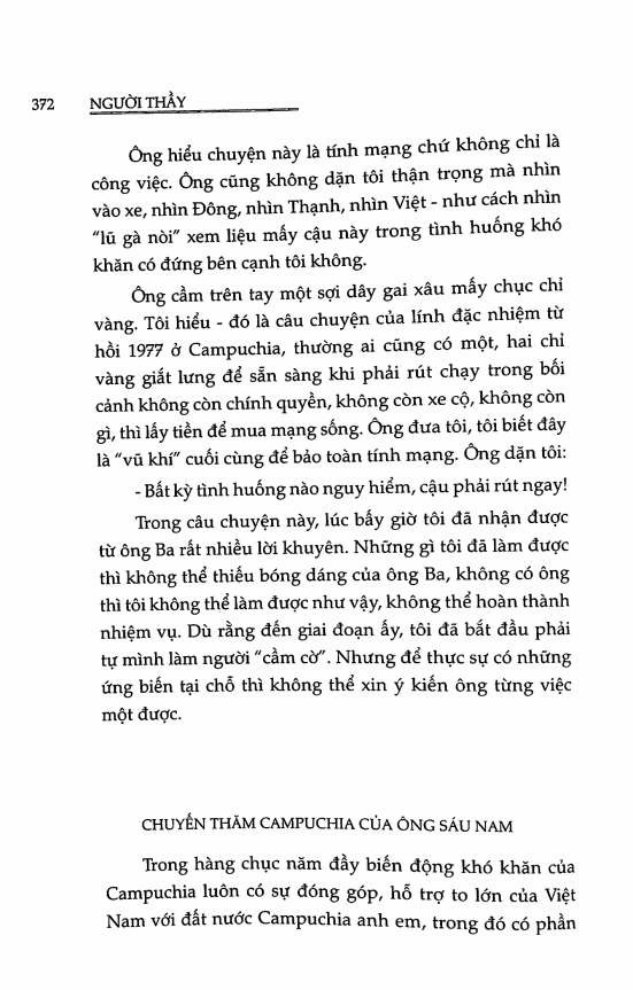 372 NGƯỜI THẦY
Ông hiểu chuyện này là tính mạng chứ không chỉ là
công việc. Ông cũng không dặn tôi thận trọng mà nhìn
vào xe, nhìn Đông, nhìn Thạnh, nhìn Việt - như cách nhìn
"lũ gà nòi" xem liệu mấy cậu này trong tình huống khó
khăn có đứng bên cạnh tôi không.
Ông cầm trên tay một sợi dây gai xâu mấy chục chỉ
vàng. Tôi hiểu - đó là câu chuyện của lính đặc nhiệm từ
hồi 1977 ở Campuchia, thường ai cũng có một, hai chỉ
vàng giắt lưng để sẵn sàng khi phải rút chạy trong bối
cảnh không còn chính quyền, không còn xe cộ, không còn
gì, thì lấy tiền để mua mạng sống. Ông đưa tôi, tôi biết đây
là "vũ khí" cuối cùng để bảo toàn tính mạng. Ông dặn tôi:
- Bất kỳ tình huống nào nguy hiểm, cậu phải rút ngay!
Trong câu chuyện này, lúc bấy giờ tôi đã nhận được
từ ông Ba rất nhiều lời khuyên. Những gì tôi đã làm được
thì không thể thiếu bóng dáng của ông Ba, không có ông
thì tôi không thể làm được như vậy, không thể hoàn thành
nhiệm vụ. Dù rằng đến giai đoạn ấy, tôi đã bắt đầu phải
tự mình làm người "cầm cờ". Nhưng để thực sự có những
ứng biến tại chỗ thì không thể xin ý kiến ông từng việc
một được.
CHUYẾN THĂM CAMPUCHIA CỦA ÔNG SÁU NAM
Trong hàng chục năm đầy biến động khó khăn của
Campuchia luôn có sự đóng góp, hỗ trợ to lớn của Việt
Nam với đất nước Campuchia anh em, trong đó có phần